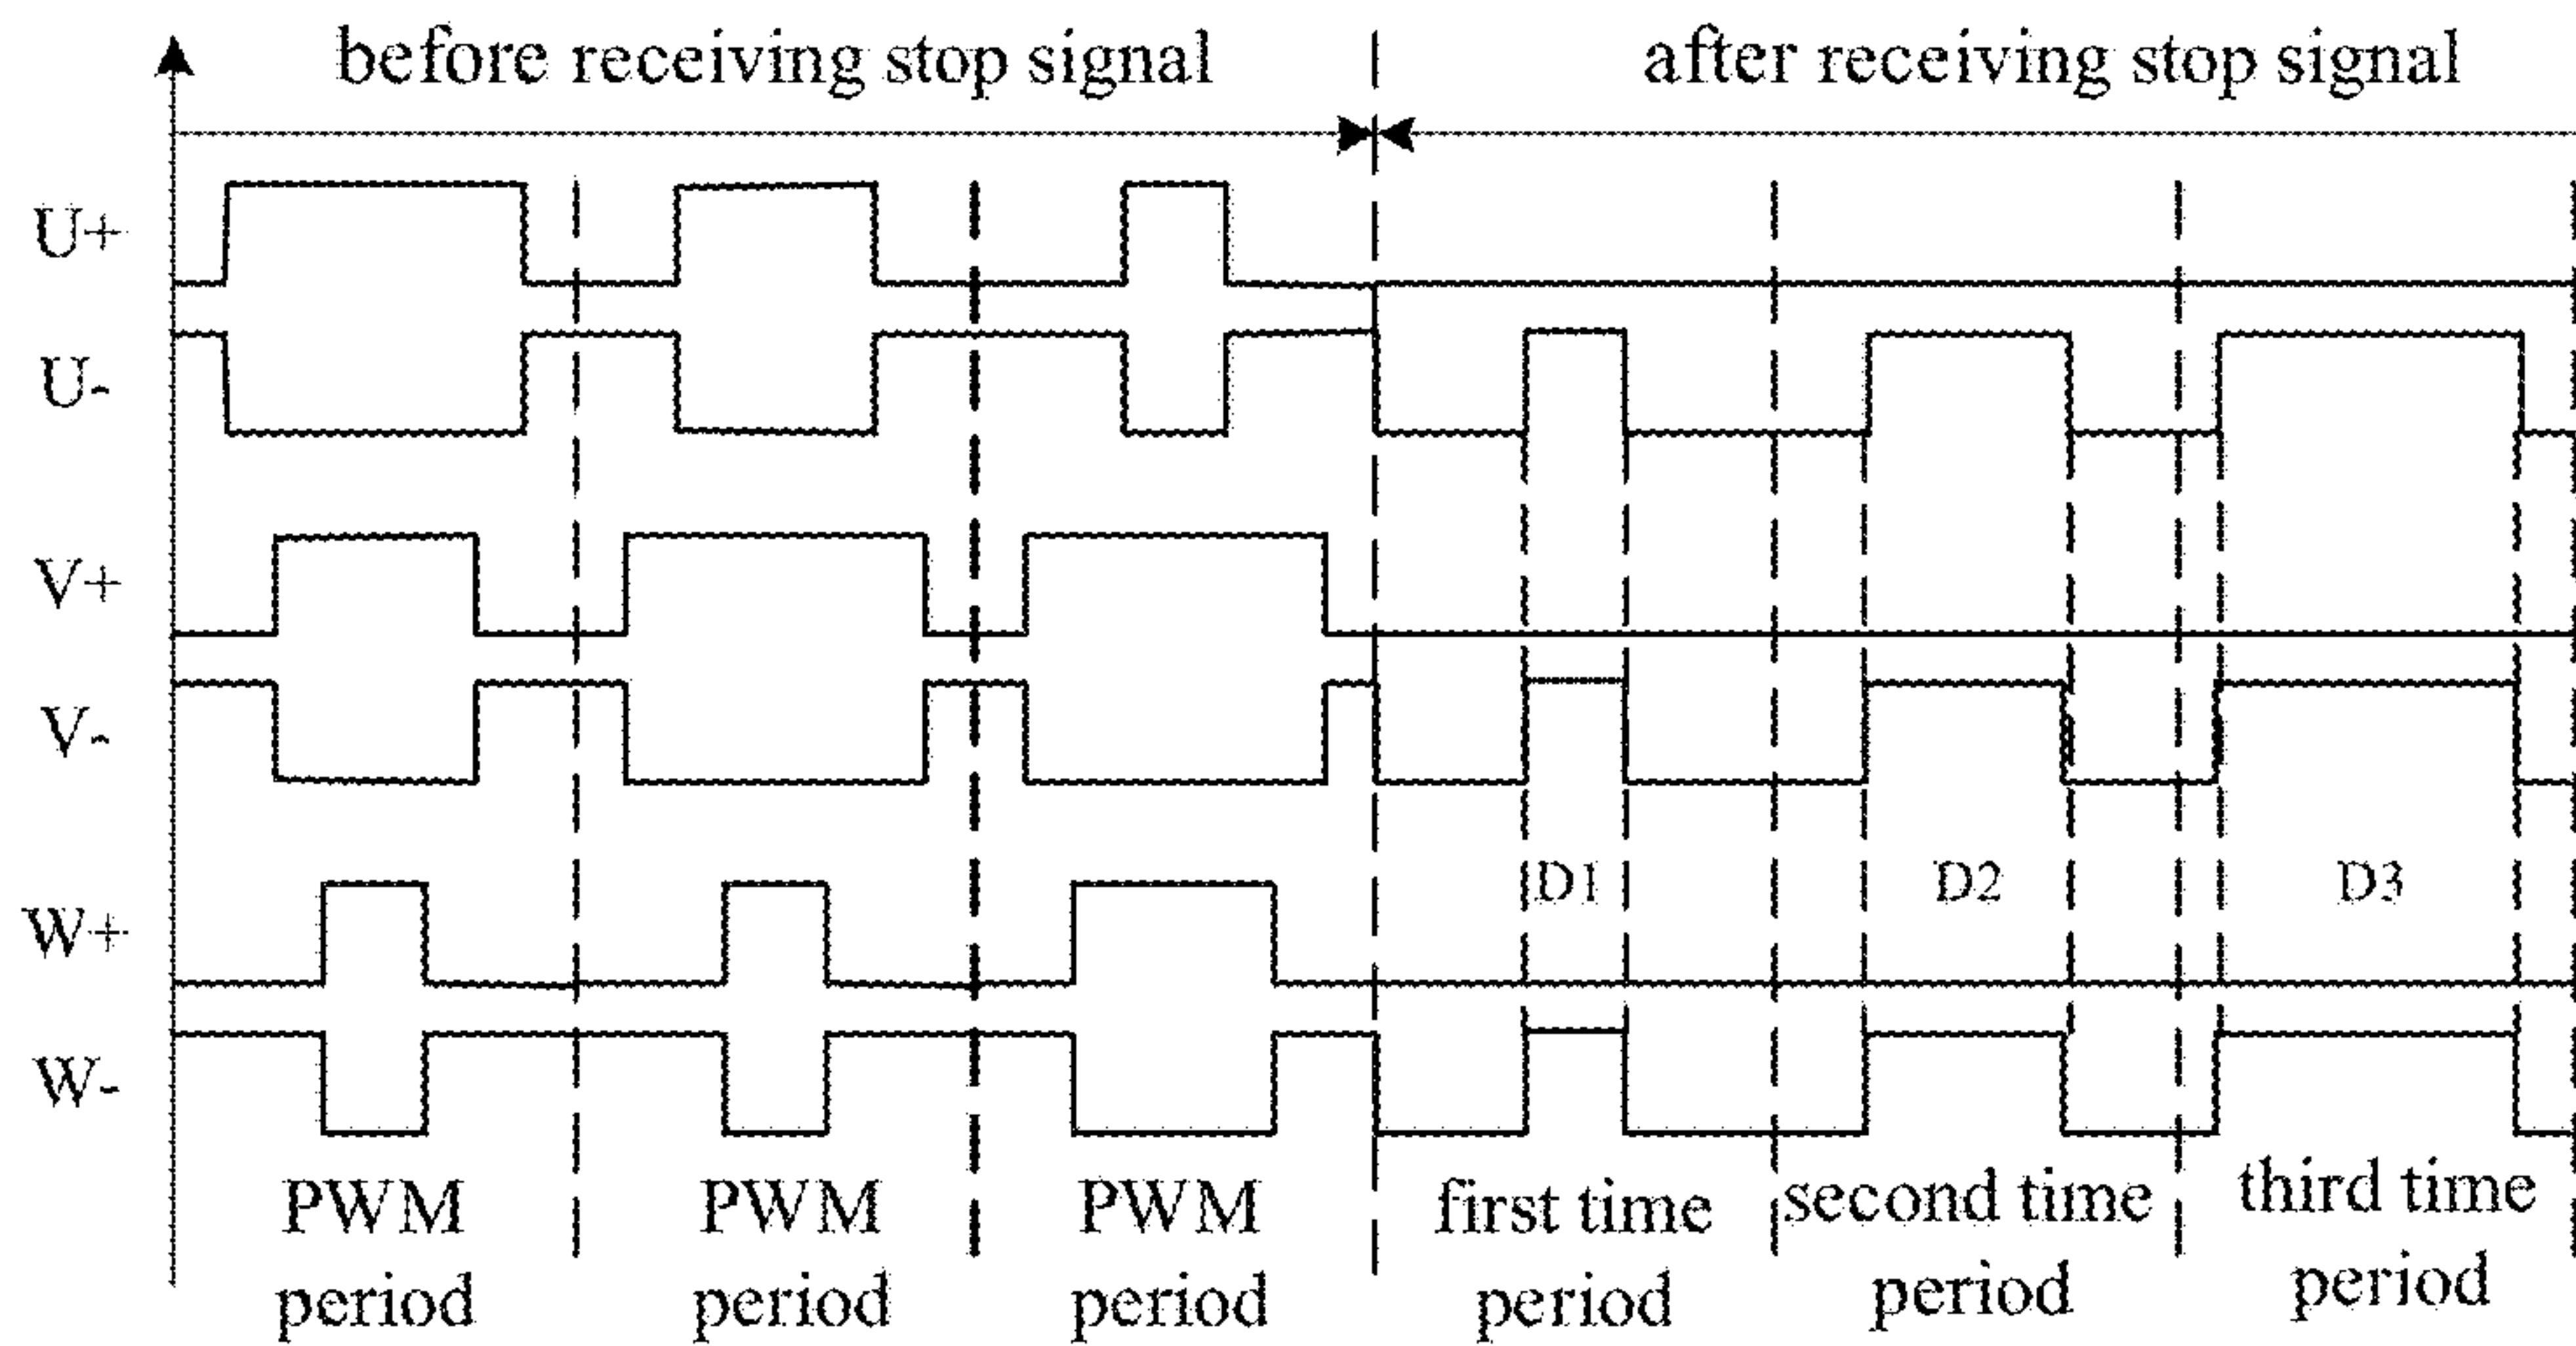 before receiving stop signal
after receiving stop signal
U+
U-
V+
V-
D1
D2
D3
W+
W-
PWM
period
PWM
period
PWM
period
first time
period
second time
period
third time
period